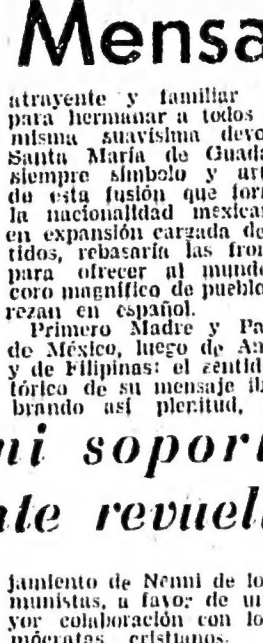 Mensa
atrayente y familiar
para hermanar a todos
misma suavísima devo
Santa María de Guada
siempre símbolo y art
de esta fusión que for
la nacionalidad mexica
en expansión cargada de
tidos, rebasaría las fron
para ofrecer al mundo
coro magnífico de pueblo
rezan en español.
Primero Madre y Pa
de México, luego de Am
y de Filipinas: el sentid
tórico de su mensaje ib
brando así plenitud,
ni soport
nte revuel
jamiento de Nenni de lo
munistas, a favor de un
yor colaboración con lo
mócratas cristianos.